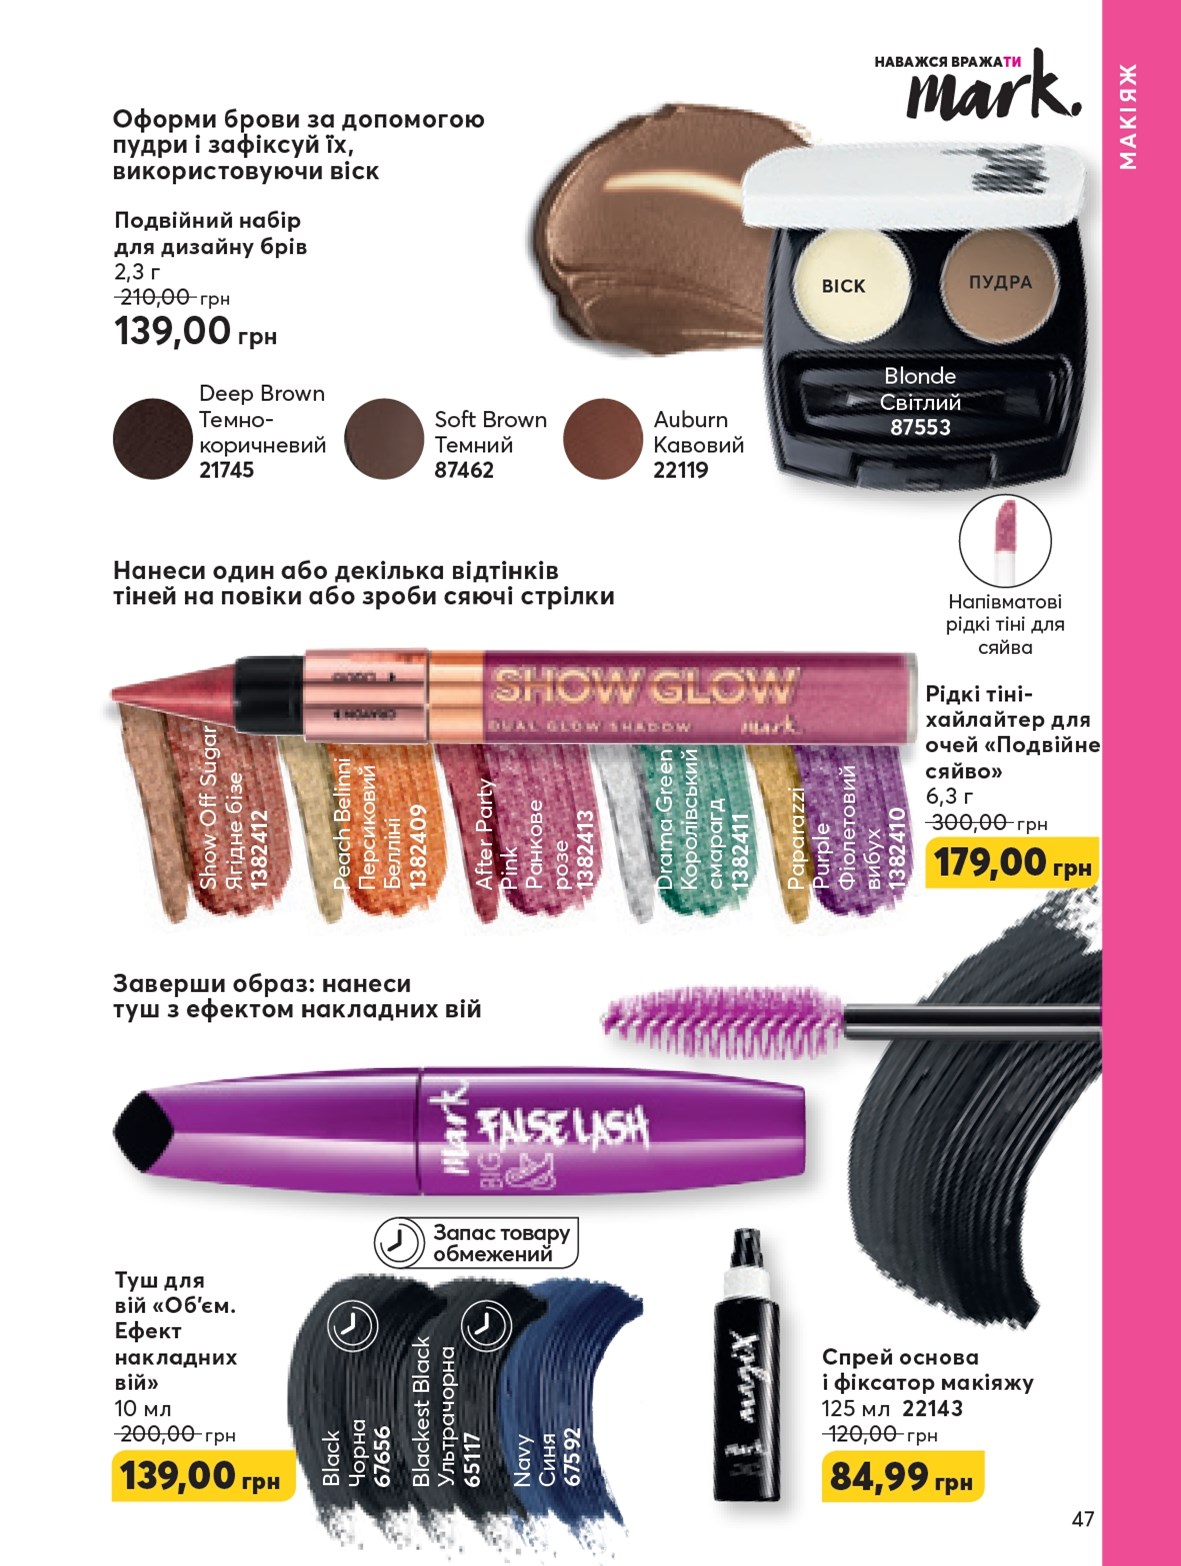 НАВАЖСЯ ВРАЖАТИ
mark.
МАКІЯЖ
Оформи брови за допомогою
пудри і зафіксуй їх,
використовуючи віск
Подвійний набір
для дизайну брів
2,3 г
210,00 грн
139,00 грн
ВІСК
ПУДРА
Blonde
Світлий
87553
Deep Brown
Темно-
коричневий
21745
Soft Brown
Темний
87462
Auburn
Кавовий
22119
Напівматові
рідкі тіні для
сяйва
Нанеси один або декілька відтінків
тіней на повіки або зроби сяючі стрілки
LIQUID
CRAYON
SHOW GLOW
DUAL GLOW SHADOW
mark.
Show Off Sugar
Ягідне бізе
1382412
Peach Belinni
Персиковий
Белліні
1382409
After Party
Pink
Ранкове
розе
1382413
Drama Green
Королівський
смарагд
1382411
Paparazzi
Purple
Фіолетовий
вибух
1382410
Рідкі тіні-
хайлайтер для
очей «Подвійне
сяйво»
6,3 г
300,00 грн
179,00 грн
Заверши образ: нанеси
туш з ефектом накладних вій
mark.
BIG &
FALSE LASH
Запас товару
обмежений
Туш для
вій «Об'єм.
Ефект
накладних
вій»
10 мл
200,00 грн
139,00 грн
Black
Чорна
67656
Blackest Black
Ультрачорна
65117
Navy
Синя
67592
magix
Спрей основа
і фіксатор макіяжу
125 мл 22143
120,00 грн
84,99 грн
47